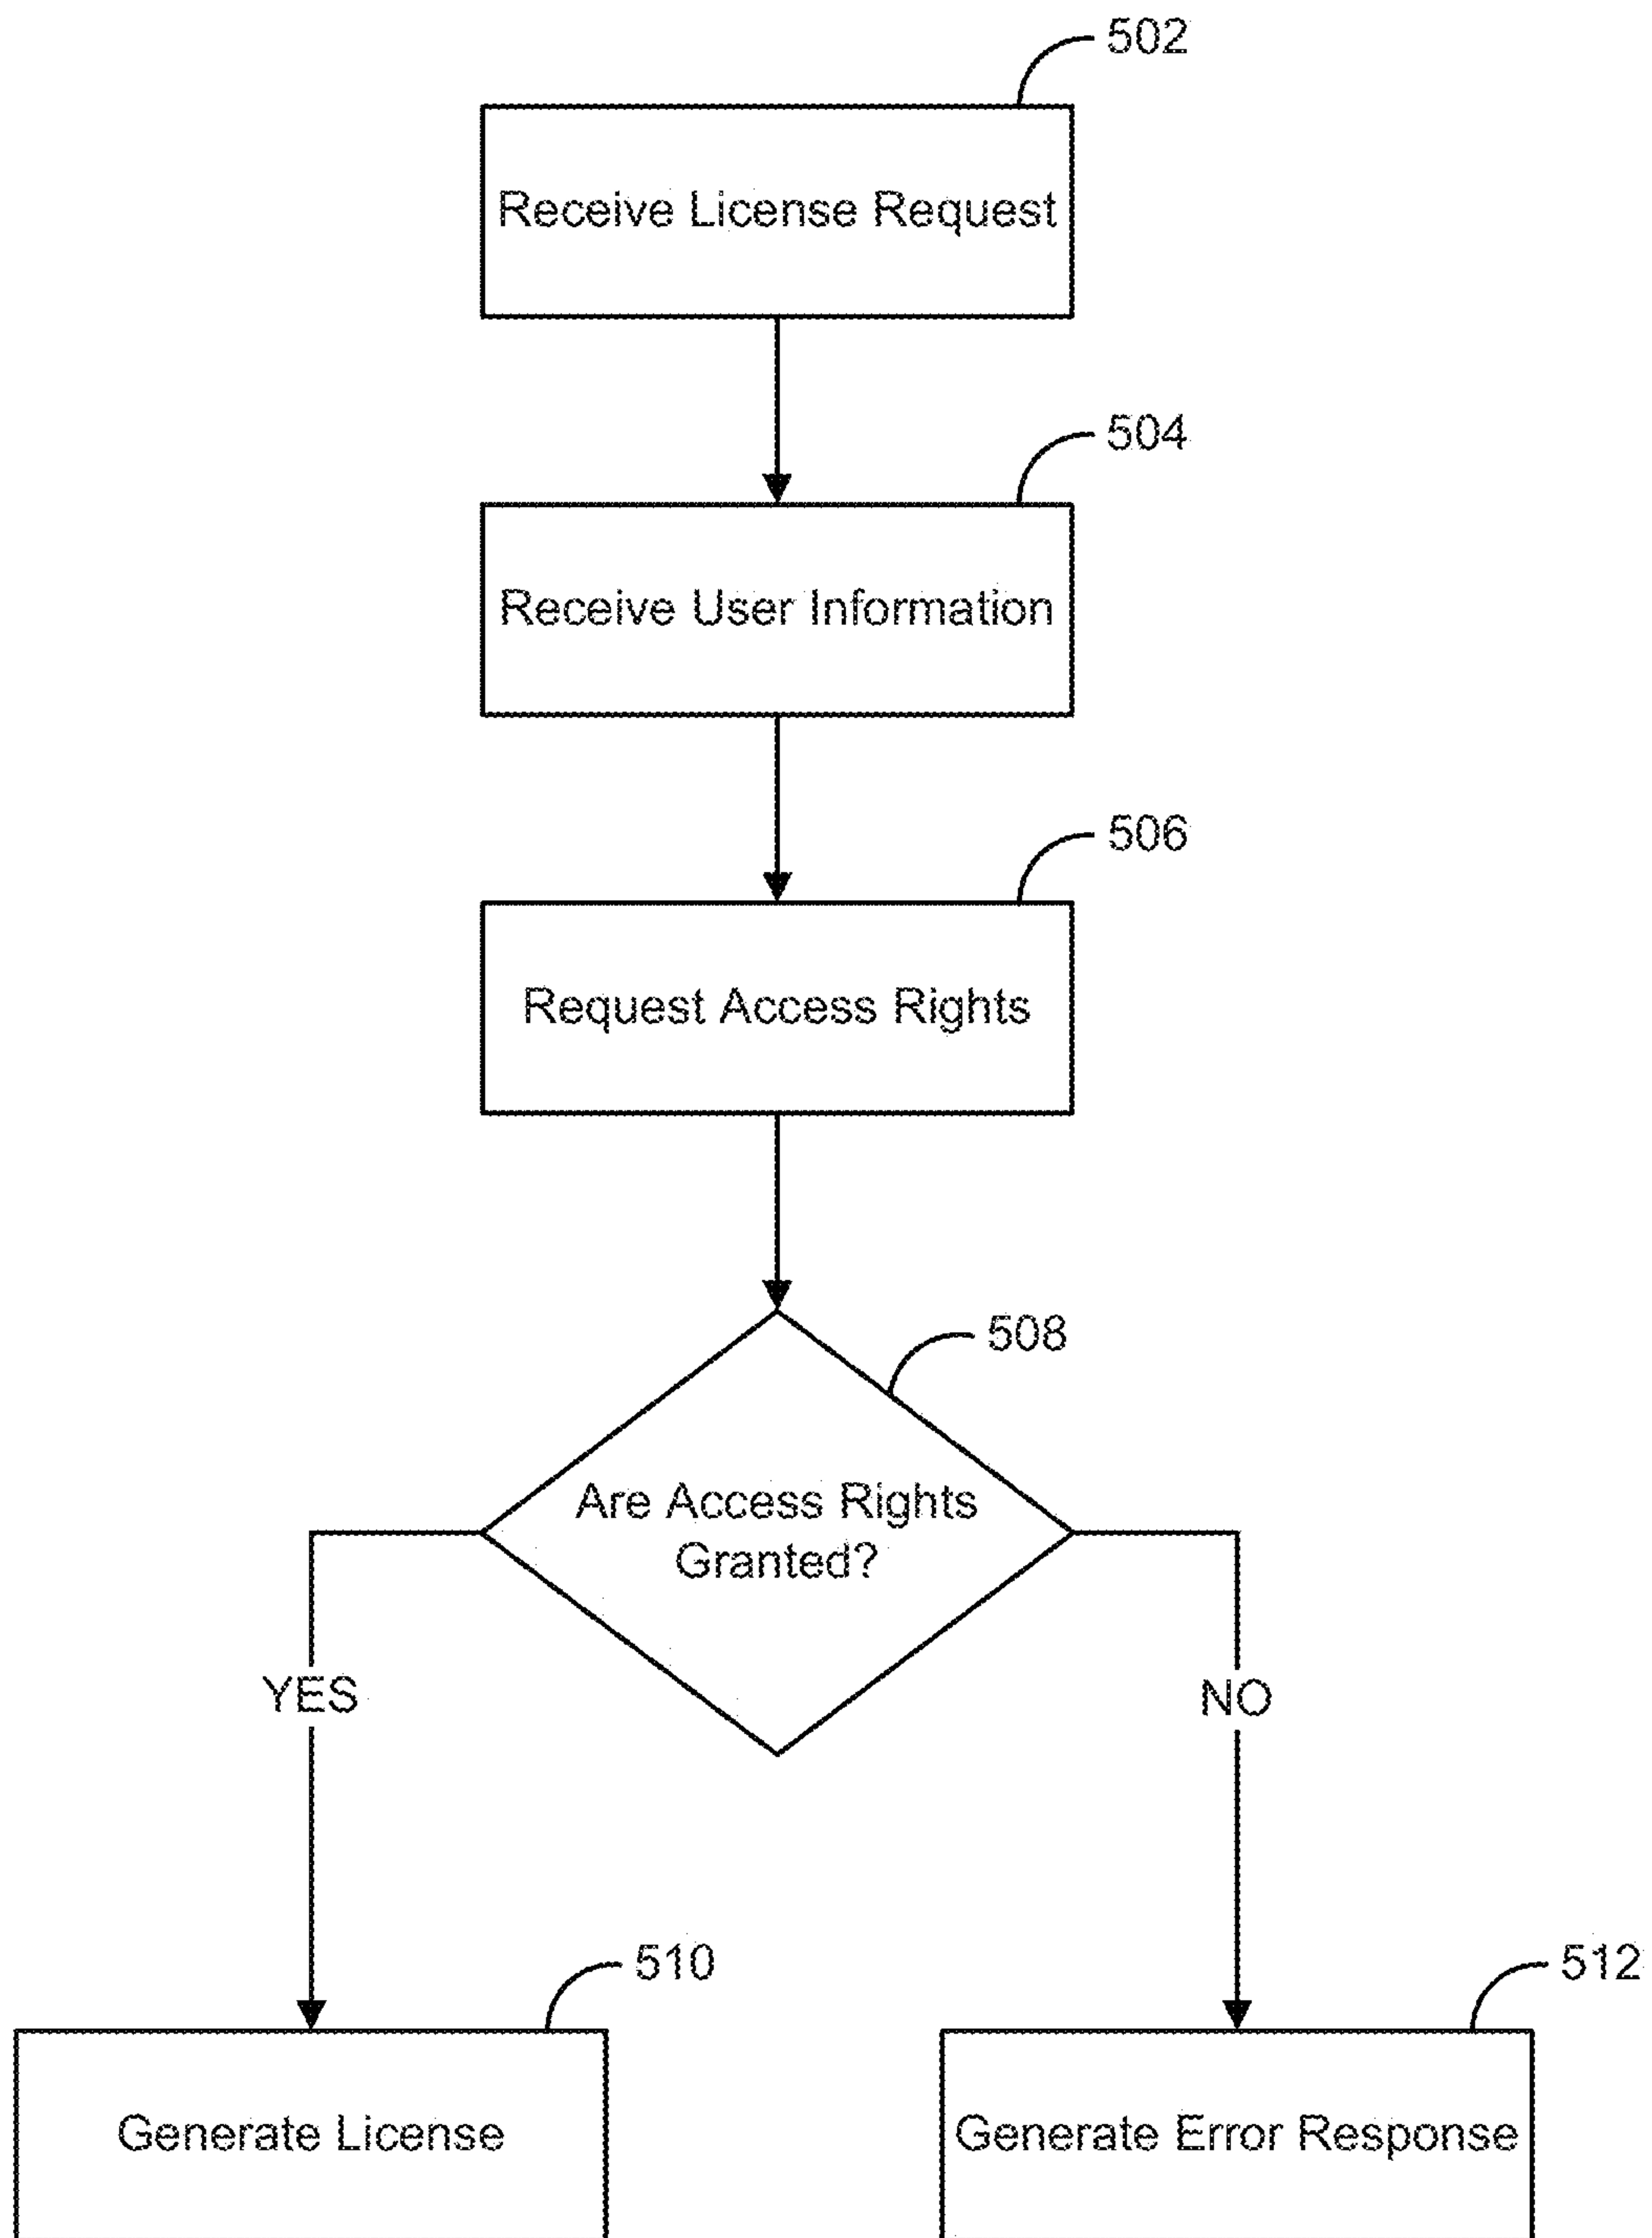 502
Receive License Request
504
Receive User Information
506
Request Access Rights
508
Are Access Rights
Granted?
YES
NO
510
512
Generate License
Generate Error Response